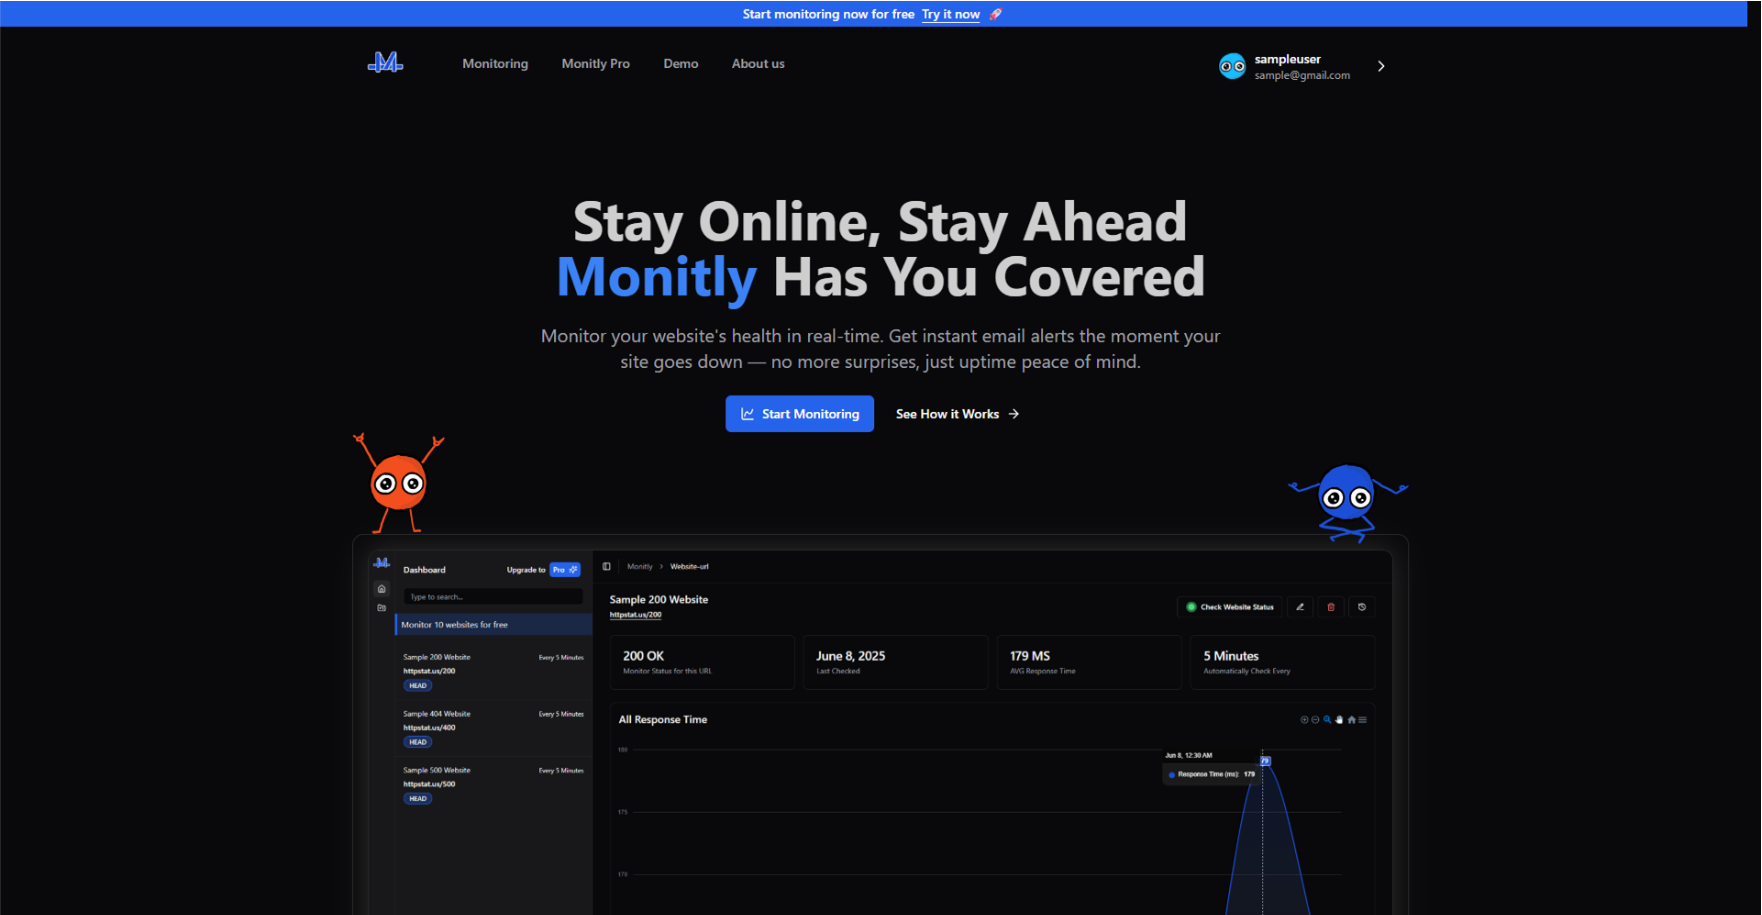 Start monitoring now for free Try it now 🚀
Monitoring Monitly Pro Demo About us
sampleuser
sample@gmail.com
Stay Online, Stay Ahead
Monitly Has You Covered
Monitor your website's health in real-time. Get instant email alerts the moment your
site goes down — no more surprises, just uptime peace of mind.
Start Monitoring
See How it Works →
Dashboard
Upgrade to Pro
Type to search...
Monitor 10 websites for free
Sample 200 Website Every 5 Minutes
httpstat.us/200
HEAD
Sample 404 Website Every 5 Minutes
httpstat.us/400
HEAD
Sample 500 Website Every 5 Minutes
httpstat.us/500
HEAD
Monitly > Website-url
Sample 200 Website
httpstat.us/200
Check Website Status
200 OK
Monitor Status for this URL
June 8, 2025
Last Checked
179 MS
AVG Response Time
5 Minutes
Automatically Check Every
All Response Time
180
Jun 8, 12:30 AM
Response Time (ms): 179
79
175
170